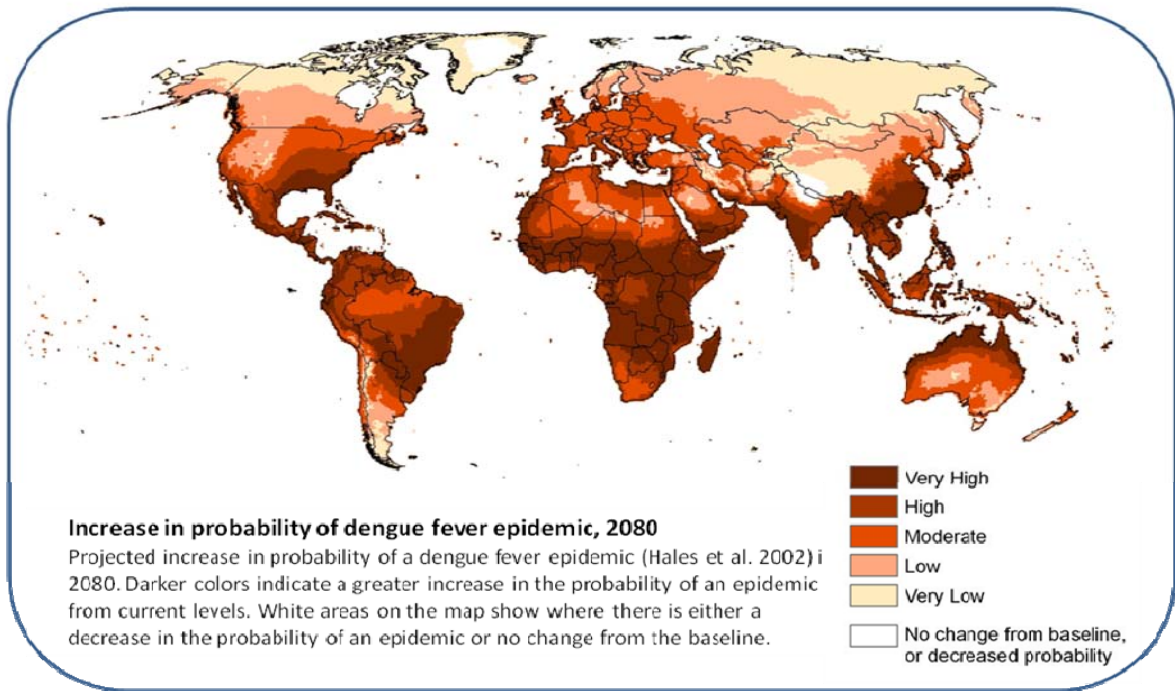 Very High
High
Moderate
Low
Very Low
No change from baseline,
or decreased probability
Increase in probability of dengue fever epidemic, 2080
Projected increase in probability of a dengue fever epidemic (Hales et al. 2002) i
2080. Darker colors indicate a greater increase in the probability of an epidemic
from current levels. White areas on the map show where there is either a
decrease in the probability of an epidemic or no change from the baseline.